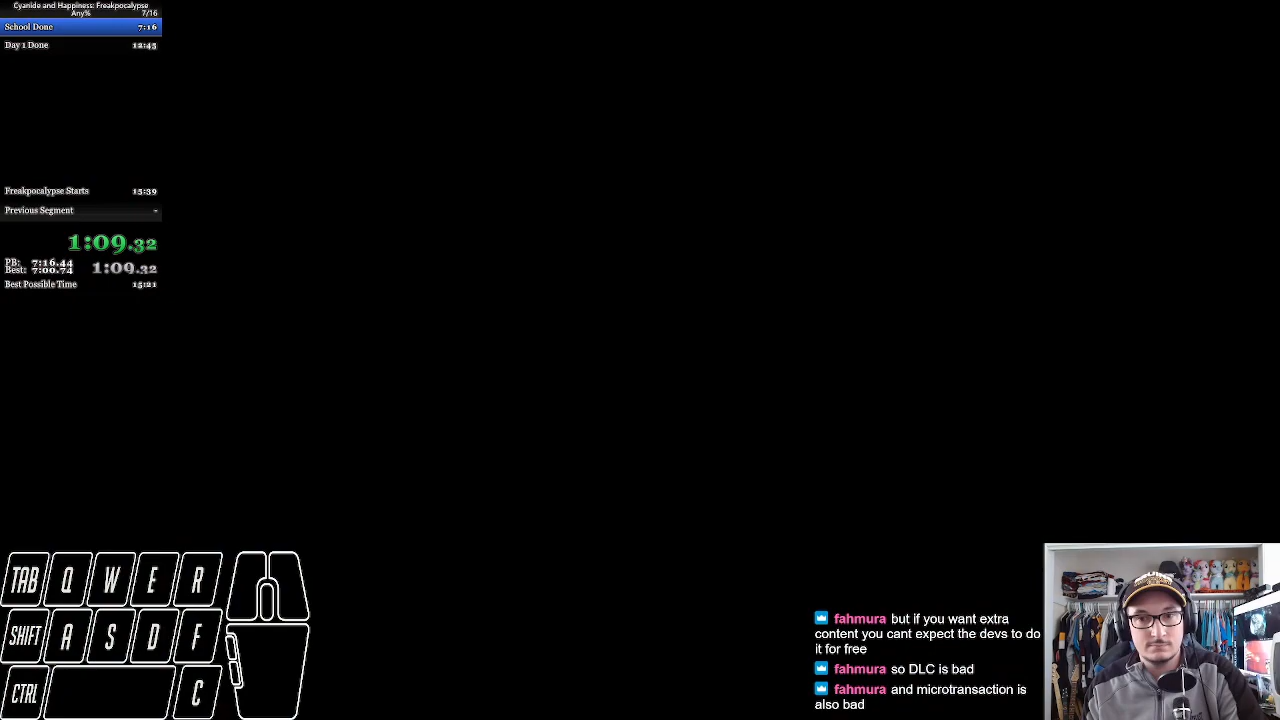 Cyanide and Happiness: Freakpocalypse
Any% 7/16
School Done 7:16
Day 1 Done 12:45
Freakpocalypse Starts 15:39
Previous Segment -
1:09.32
PB: 7:16.44
Best: 7:00.74 1:09.32
Best Possible Time 15:21
TAB Q W E R
SHIFT A S D F
CTRL C
fahmura but if you want extra
content you cant expect the devs to do
it for free
fahmura so DLC is bad
fahmura and microtransaction is
also bad